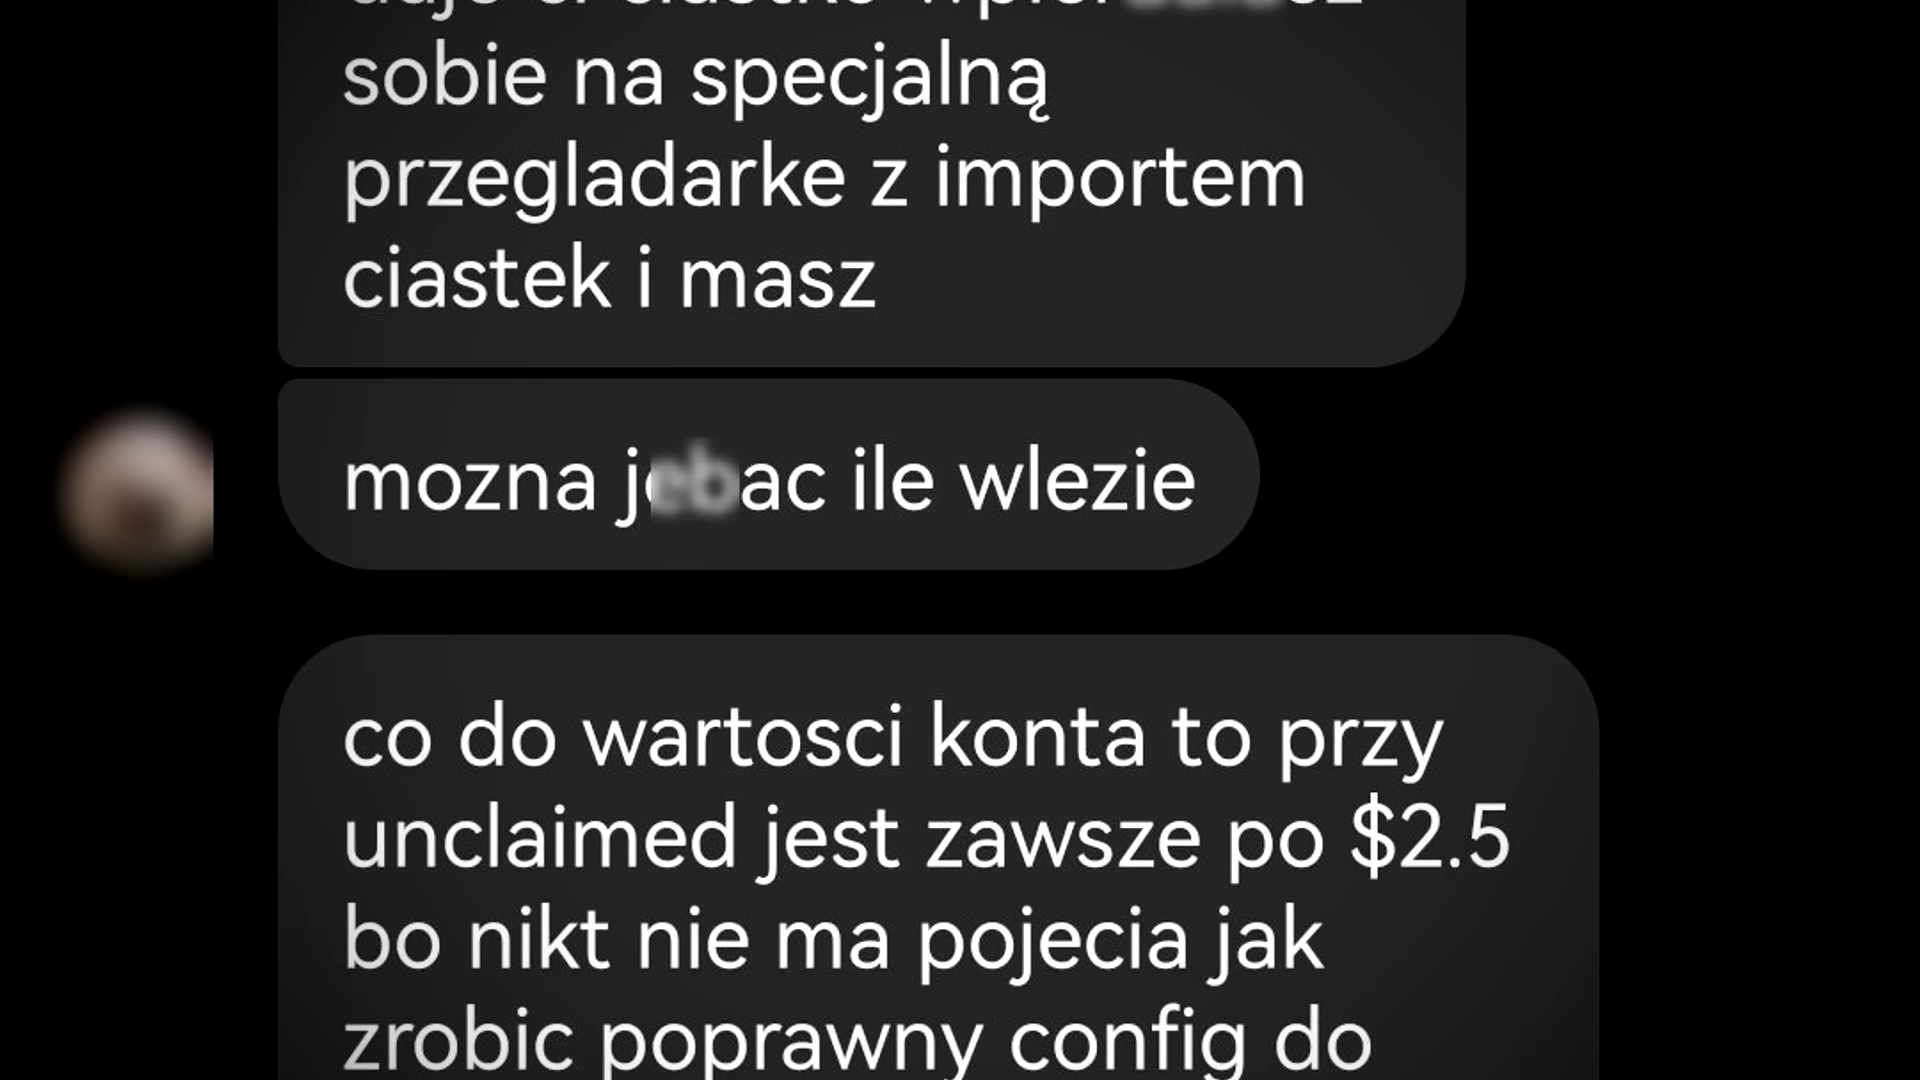 sobie na specjalną
przegladarke z importem
ciastek i masz
mozna jebac ile wlezie
co do wartosci konta to przy
unclaimed jest zawsze po $2.5
bo nikt nie ma pojecia jak
zrobic poprawny config do